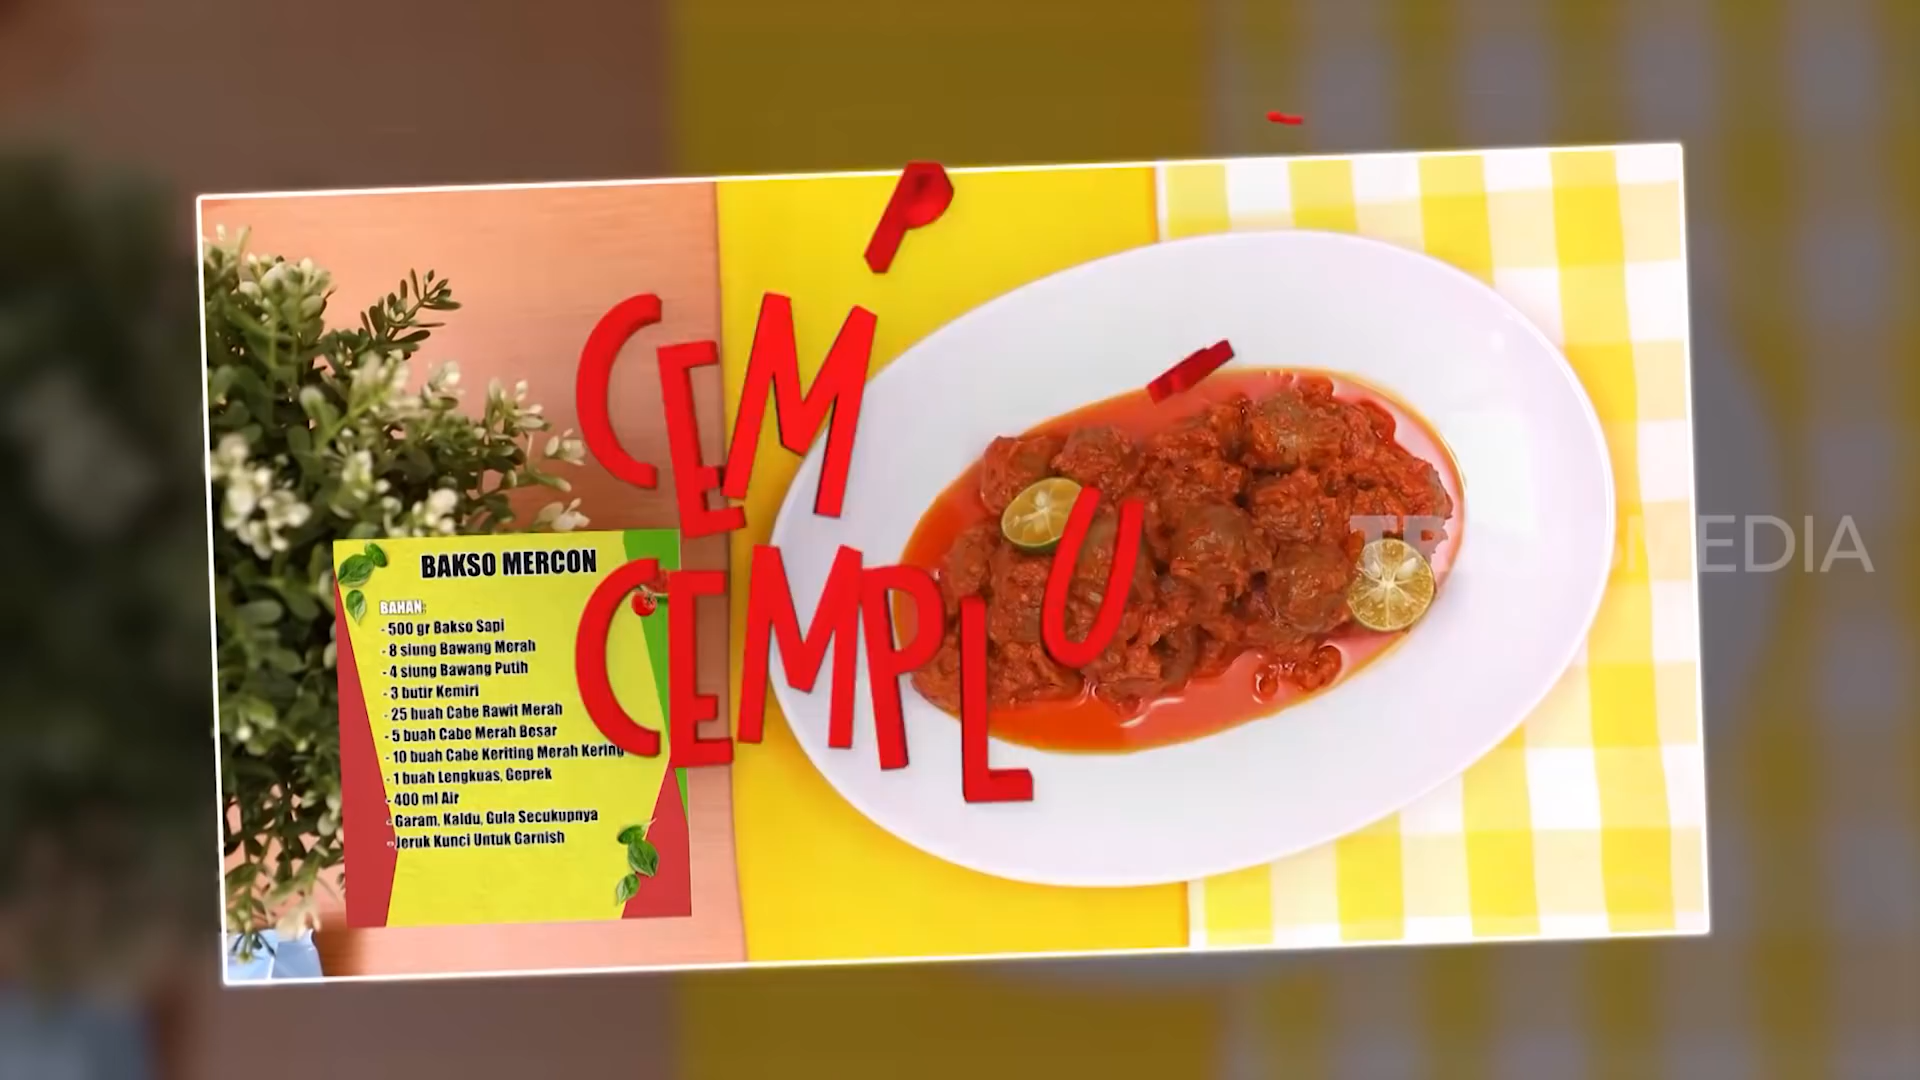 CEMP
CEMPLU
BAKSO MERCON
BAHAN:
- 500 gr Bakso Sapi
- 8 siung Bawang Merah
- 4 siung Bawang Putih
- 3 butir Kemiri
- 25 buah Cabe Rawit Merah
- 5 buah Cabe Merah Besar
- 10 buah Cabe Keriting Merah Kering
- 1 buah Lengkuas, Geprek
- 400 ml Air
- Garam, Kaldu, Gula Secukupnya
- Jeruk Kunci Untuk Garnish
TRANSMEDIA